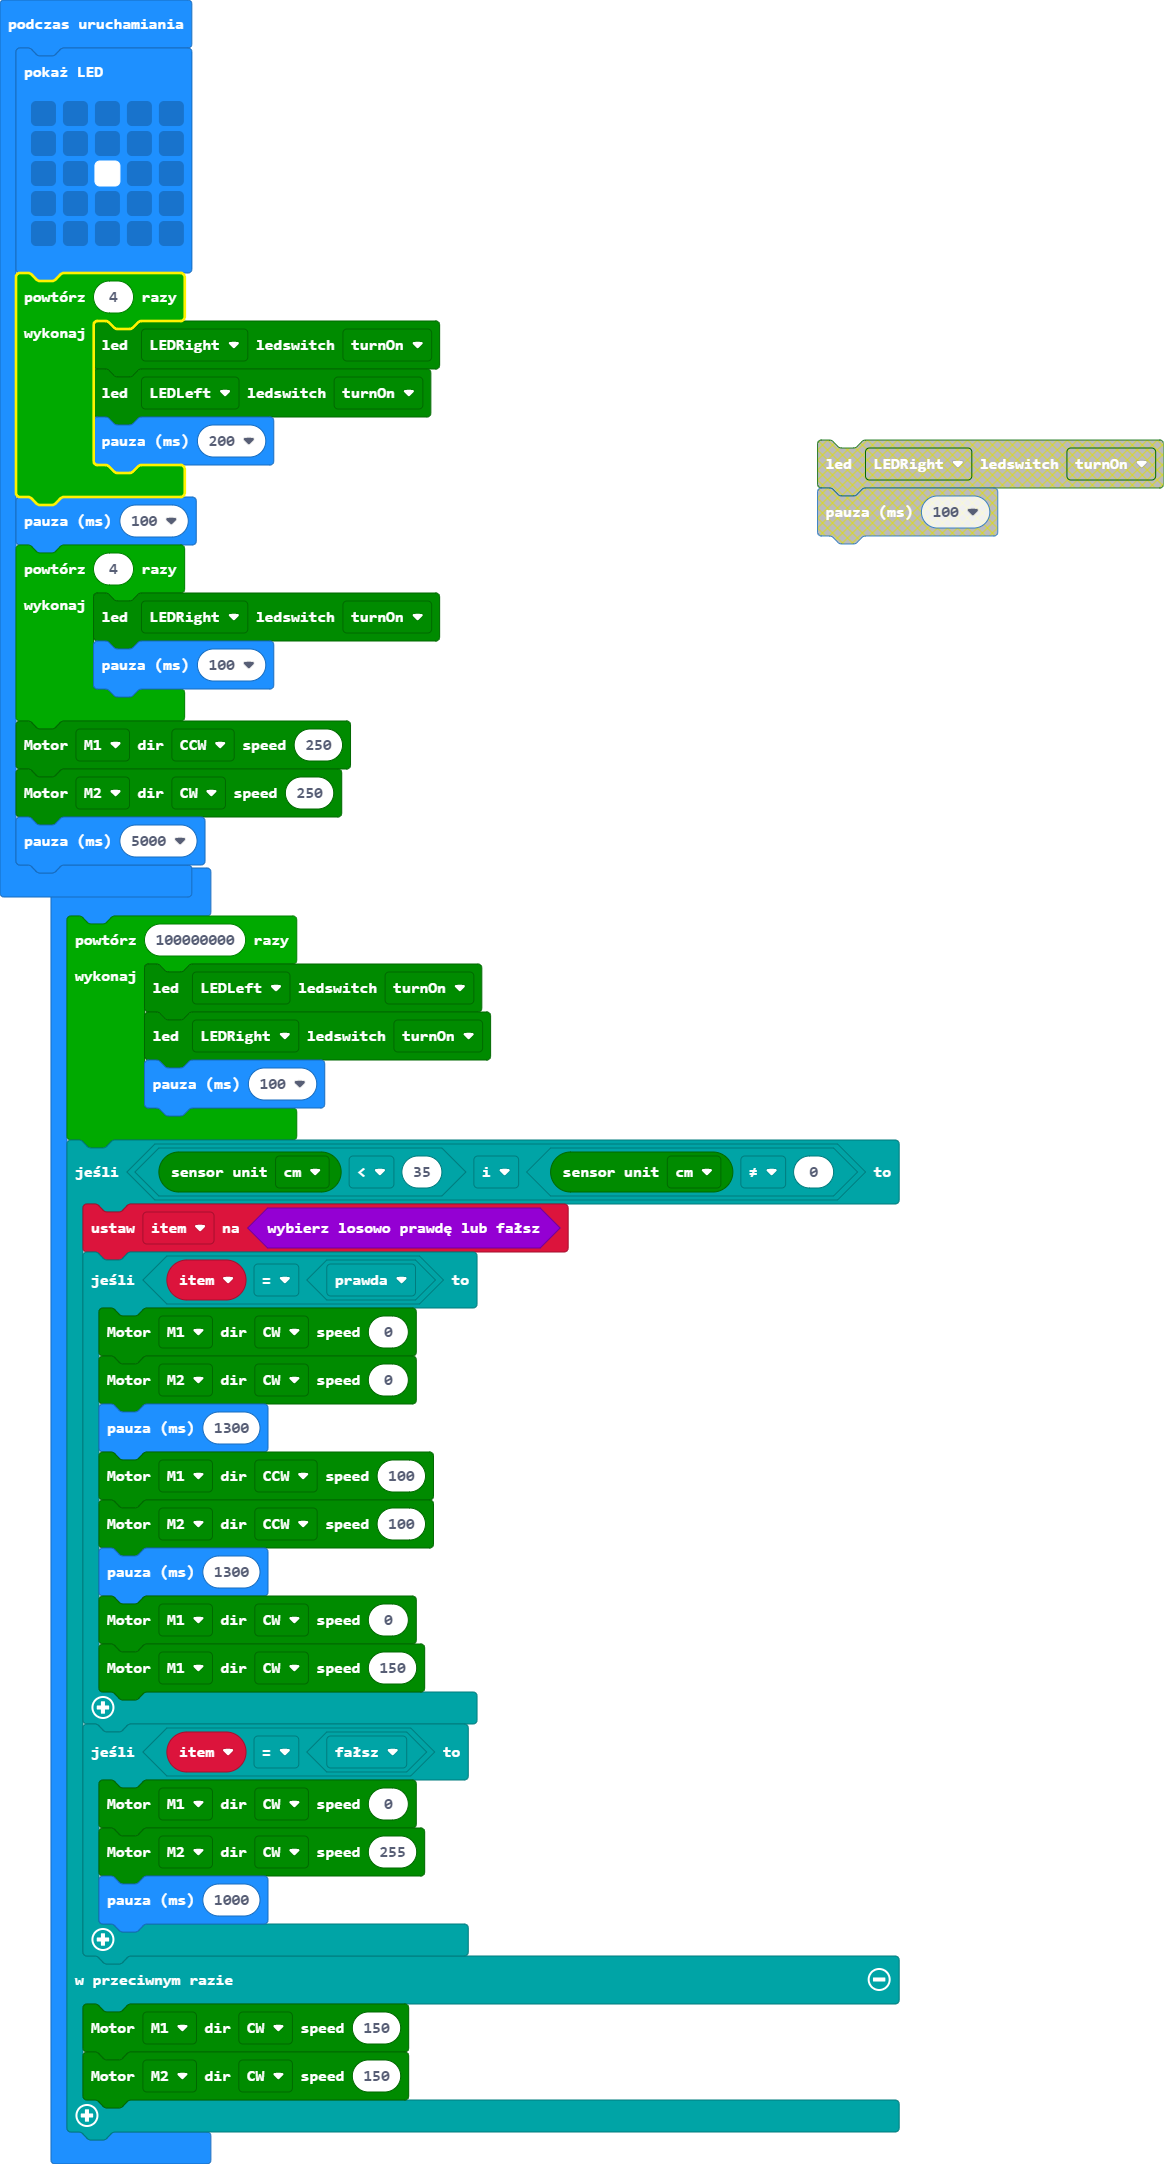 podczas uruchamiania
pokaż LED
powtórz 4 razy
wykonaj
led LEDRight ledswitch turnOn
led LEDLeft ledswitch turnOn
pauza (ms) 200
led LEDRight ledswitch turnOn
pauza (ms) 100
pauza (ms) 100
powtórz 4 razy
wykonaj
led LEDRight ledswitch turnOn
pauza (ms) 100
Motor M1 dir CCW speed 250
Motor M2 dir CW speed 250
pauza (ms) 5000
powtórz 100000000 razy
wykonaj
led LEDLeft ledswitch turnOn
led LEDRight ledswitch turnOn
pauza (ms) 100
jeśli sensor unit cm < 35 i sensor unit cm ≠ 0 to
ustaw item na wybierz losowo prawdę lub fałsz
jeśli item = prawda to
Motor M1 dir CW speed 0
Motor M2 dir CW speed 0
pauza (ms) 1300
Motor M1 dir CCW speed 100
Motor M2 dir CCW speed 100
pauza (ms) 1300
Motor M1 dir CW speed 0
Motor M1 dir CW speed 150
jeśli item = fałsz to
Motor M1 dir CW speed 0
Motor M2 dir CW speed 255
pauza (ms) 1000
w przeciwnym razie
Motor M1 dir CW speed 150
Motor M2 dir CW speed 150